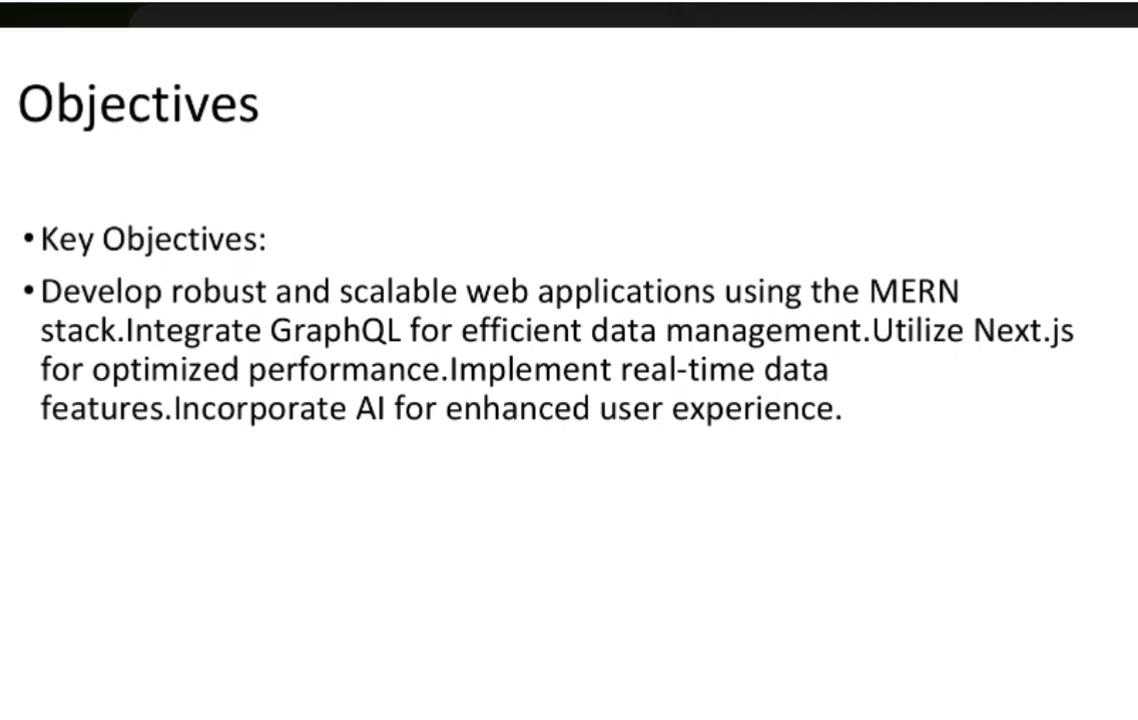 Objectives
• Key Objectives:
• Develop robust and scalable web applications using the MERN
stack.Integrate GraphQL for efficient data management.Utilize Next.js
for optimized performance.Implement real-time data
features.Incorporate AI for enhanced user experience.